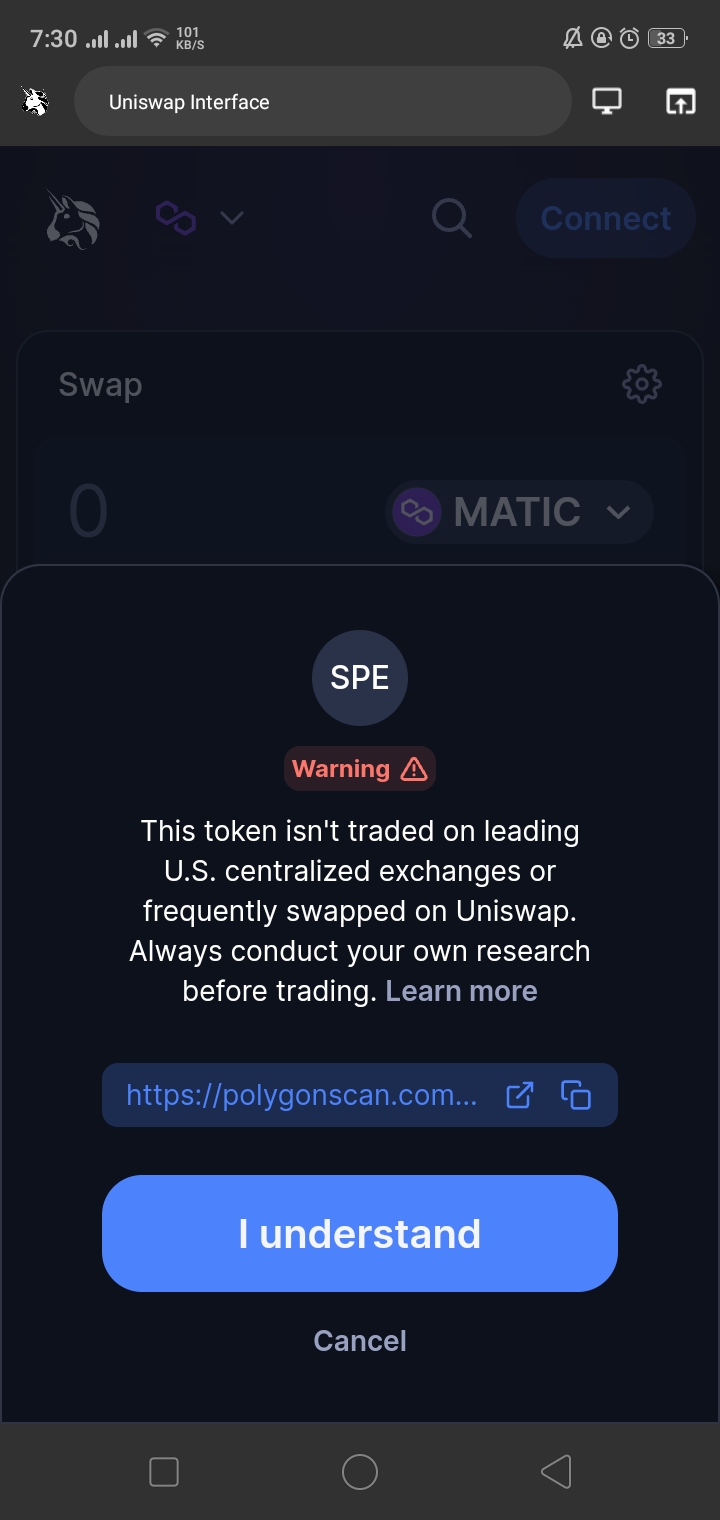 7:30
101
KB/S
33
Uniswap Interface
Connect
Swap
0
MATIC
SPE
Warning
This token isn't traded on leading
U.S. centralized exchanges or
frequently swapped on Uniswap.
Always conduct your own research
before trading. Learn more
https://polygonscan.com...
I understand
Cancel